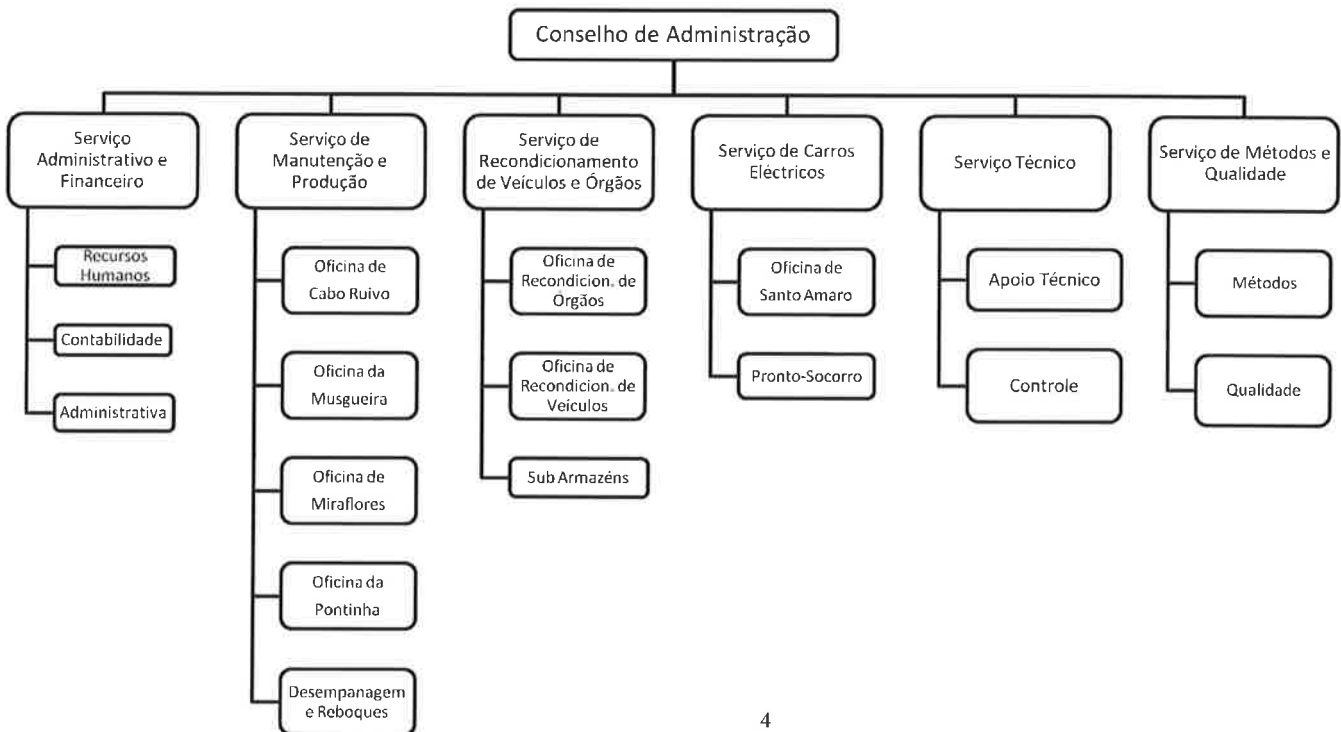 Conselho de Administração
Serviço
Administrativo e
Financeiro
Recursos
Humanos
Contabilidade
Administrativa
Serviço de
Manutenção e
Produção
Oficina de
Cabo Ruivo
Oficina da
Musgueira
Oficina de
Miraflores
Oficina da
Pontinha
Desempanagem
e Reboques
Serviço de
Recondicionamento
de Veículos e Órgãos
Oficina de
Recondicion. de
Órgãos
Oficina de
Recondicion. de
Veículos
Sub Armazéns
Serviço de Carros
Eléctricos
Oficina de
Santo Amaro
Pronto-Socorro
Serviço Técnico
Apoio Técnico
Controle
Serviço de Métodos e
Qualidade
Métodos
Qualidade
4